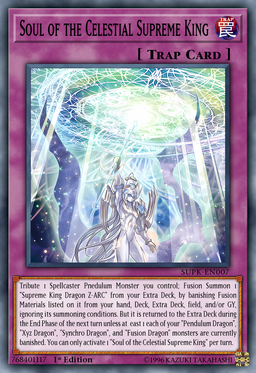 SOUL OF THE CELESTIAL SUPREME KING
TRAP
罠
[ TRAP CARD ]
SUPK-EN007
Tribute 1 Spellcaster Pnedulum Monster you control; Fusion Summon 1
"Supreme King Dragon Z-ARC" from your Extra Deck, by banishing Fusion
Materials listed on it from your hand, Deck, Extra Deck, field, and/or GY,
ignoring its summoning conditions. But it is returned to the Extra Deck during
the End Phase of the next turn unless at least 1 each of your "Pendulum Dragon",
"Xyz Dragon", "Synchro Dragon", and "Fusion Dragon" monsters are currently
banished. You can only activate 1 "Soul of the Celestial Supreme King" per turn.
768401117 1st Edition ©1996 KAZUKI TAKAHASHI